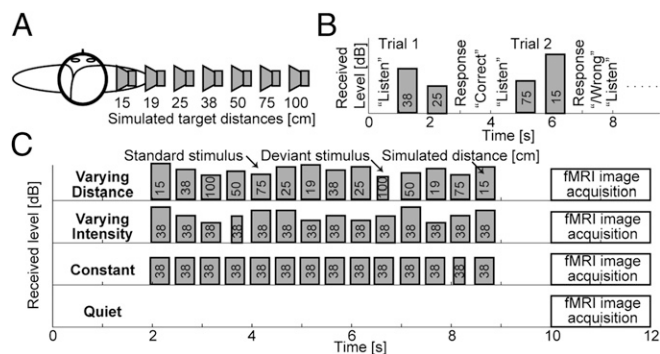 A
15 19 25 38 50 75 100
Simulated target distances [cm]
B
Received
Level [dB]
Trial 1
Trial 2
"Listen"
38
25
Response
"Correct"
"Listen"
75
15
Response
"/Wrong"
"Listen"
0 2 4 6 8
Time [s]
C
Standard stimulus
Deviant stimulus
Simulated distance [cm]
Received level [dB]
Varying
Distance
15 38 100 50 75 25 19 38 25 100 50 19 75 15
fMRI image
acquisition
Varying
Intensity
38 38 38 38 38 38 38 38 38 38 38 38 38 38
fMRI image
acquisition
Constant
38 38 38 38 38 38 38 38 38 38 38 38 38 38
fMRI image
acquisition
Quiet
fMRI image
acquisition
0 2 4 6 8 10 12
Time [s]